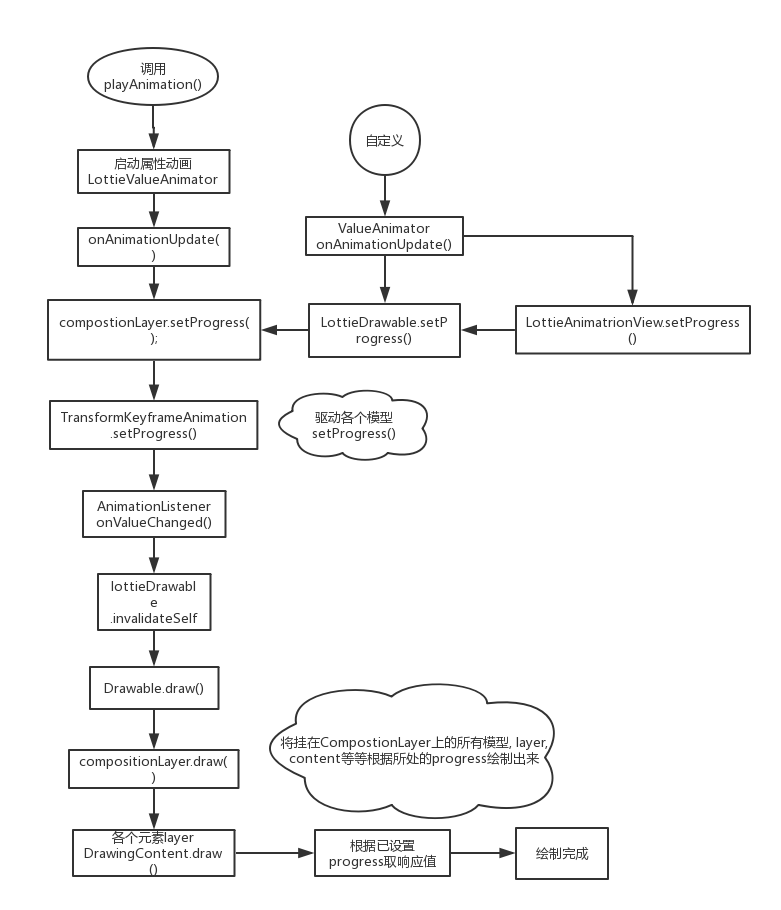 调用
playAnimation()
自定义
启动属性动画
LottieValueAnimator
ValueAnimator
onAnimationUpdate()
onAnimationUpdate(
)
compostionLayer.setProgress(
);
LottieDrawable.setP
rogress()
LottieAnimatrionView.setProgress
()
TransformKeyframeAnimation
.setProgress()
驱动各个模型
setProgress()
AnimationListener
onValueChanged()
lottieDrawabl
e
.invalidateSelf
Drawable.draw()
compositionLayer.draw(
)
将挂在CompostionLayer上的所有模型, layer,
content等等根据所处的progress绘制出来
各个元素layer
DrawingContent.draw
()
根据已设置
progress取响应值
绘制完成